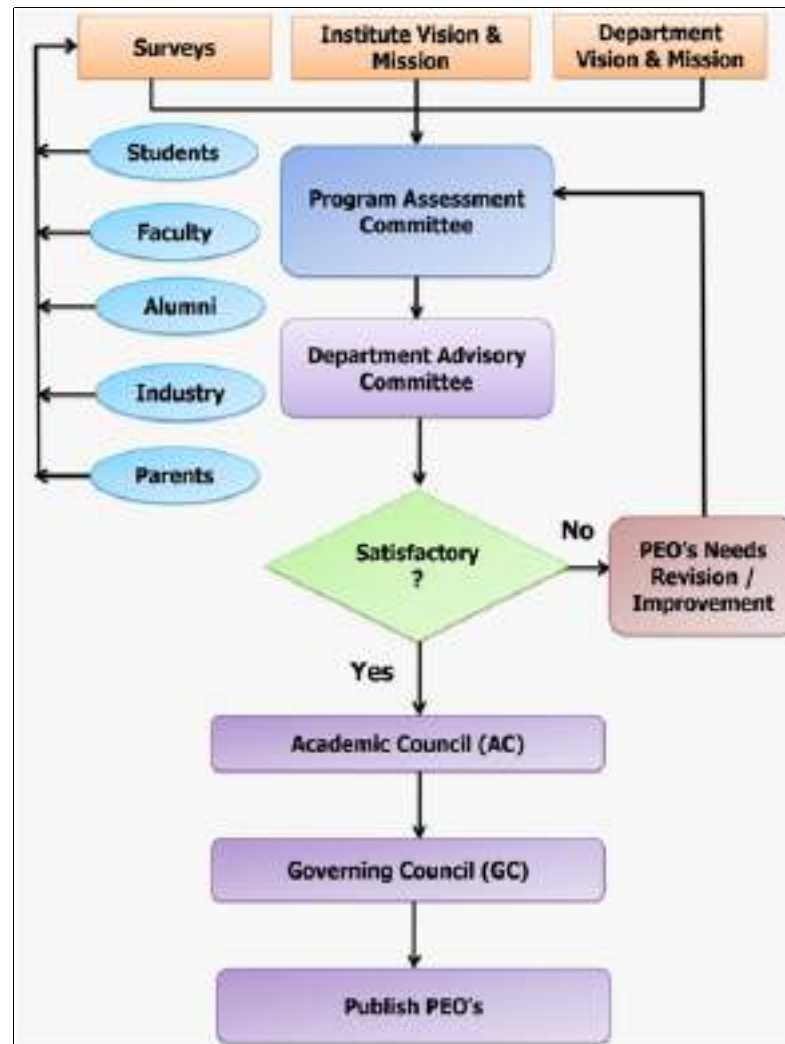 Surveys
Institute Vision &
Mission
Department
Vision & Mission
Students
Faculty
Alumni
Industry
Parents
Program Assessment
Committee
Department Advisory
Committee
Satisfactory
?
No
PEO's Needs
Revision /
Improvement
Yes
Academic Council (AC)
Governing Council (GC)
Publish PEO's